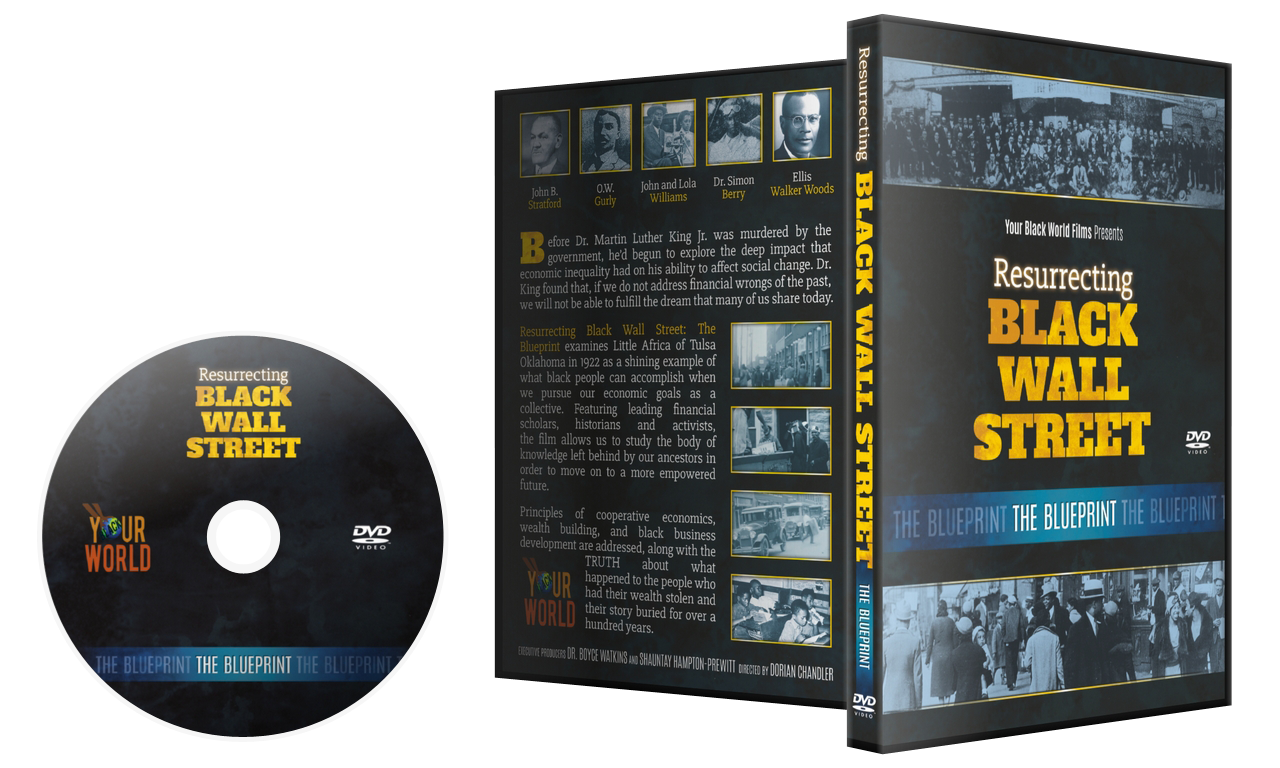 Resurrecting
BLACK
WALL
STREET
YOUR
WORLD
DVD
VIDEO
THE BLUEPRINT THE BLUEPRINT THE BLUEPRINT
John B.
Stratford
O.W.
Gurly
John and Lola
Williams
Dr. Simon
Berry
Ellis
Walker Woods
Before Dr. Martin Luther King Jr. was murdered by the
government, he'd begun to explore the deep impact that
economic inequality had on his ability to affect social change. Dr.
King found that, if we do not address financial wrongs of the past,
we will not be able to fulfill the dream that many of us share today.
Resurrecting Black Wall Street: The
Blueprint examines Little Africa of Tulsa
Oklahoma in 1922 as a shining example of
what black people can accomplish when
we pursue our economic goals as a
collective. Featuring leading financial
scholars, historians and activists,
the film allows us to study the body of
knowledge left behind by our ancestors in
order to move on to a more empowered
future.
Principles of cooperative economics,
wealth building, and black business
development are addressed, along with the
TRUTH about what
happened to the people who
had their wealth stolen and
their story buried for over a
hundred years.
YOUR
WORLD
EXECUTIVE PRODUCERS DR. BOYCE WATKINS AND SHAUNTAY HAMPTON-PREWITT DIRECTED BY DORIAN CHANDLER
Resurrecting BLACK WALL STREET THE BLUEPRINT
DVD
VIDEO
Your Black World Films Presents
Resurrecting
BLACK
WALL
STREET
DVD
VIDEO
THE BLUEPRINT THE BLUEPRINT THE BLUEPRINT